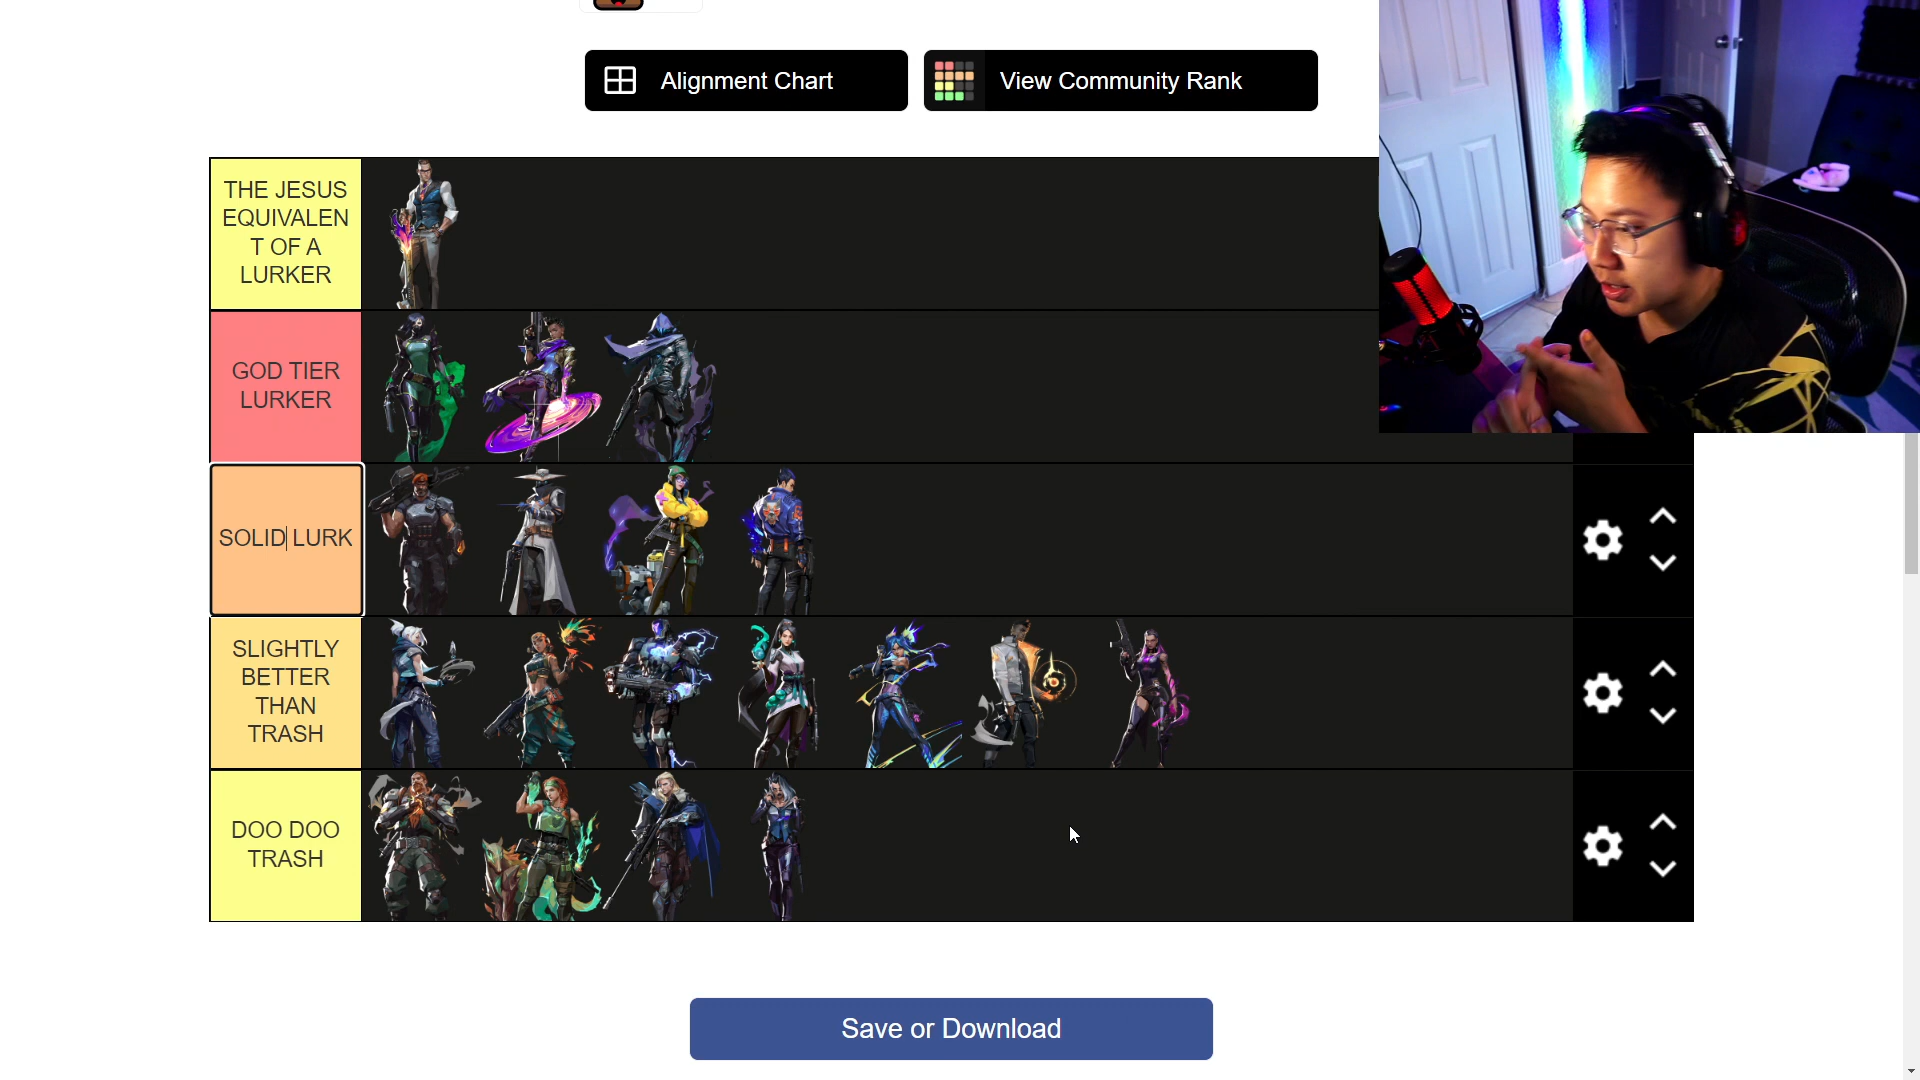 Alignment Chart
View Community Rank
THE JESUS
EQUIVALEN
T OF A
LURKER
GOD TIER
LURKER
SOLID LURK
SLIGHTLY
BETTER
THAN
TRASH
DOO DOO
TRASH
Save or Download